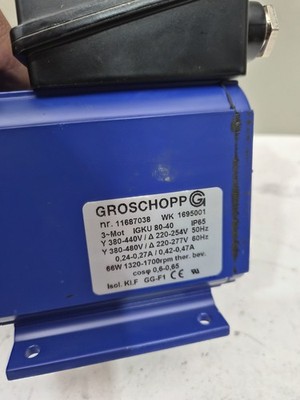 GROSCHOPP G
nr. 11687038 WK 1695001
3~Mot IGKU 80-40 IP65
Y 380-440V / Δ 220-254V 50Hz
Y 380-480V / Δ 220-277V 60Hz
0,24-0,27A / 0,42-0,47A
66W 1320-1700rpm ther. bev.
cosφ 0,6-0,65
Isol. Kl.F GG-F1 CE